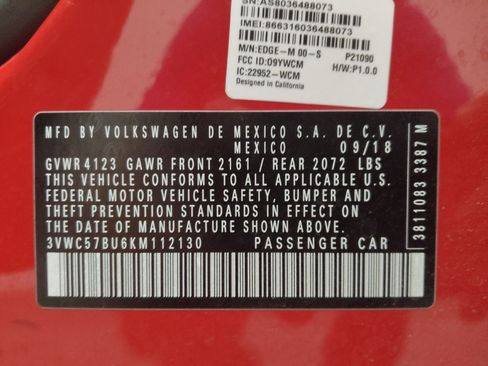 SN:AS8036488073
IMEI: 866316036488073
M/N:EDGE-M 00-S P21090
FCC ID:O9YWCM H/W:P1.0.0
IC:22952-WCM
Designed in California
MFD BY VOLKSWAGEN DE MEXICO S.A. DE C.V.
09/18
GVWR 4123 GAWR FRONT 2161 / REAR 2072 LBS
THIS VEHICLE CONFORMS TO ALL APPLICABLE U.S.
FEDERAL MOTOR VEHICLE SAFETY, BUMPER AND
THEFT PREVENTION STANDARDS IN EFFECT ON
THE DATE OF MANUFACTURE SHOWN ABOVE.
3VWC57BU6KM112130 PASSENGER CAR
3811083 3387 M